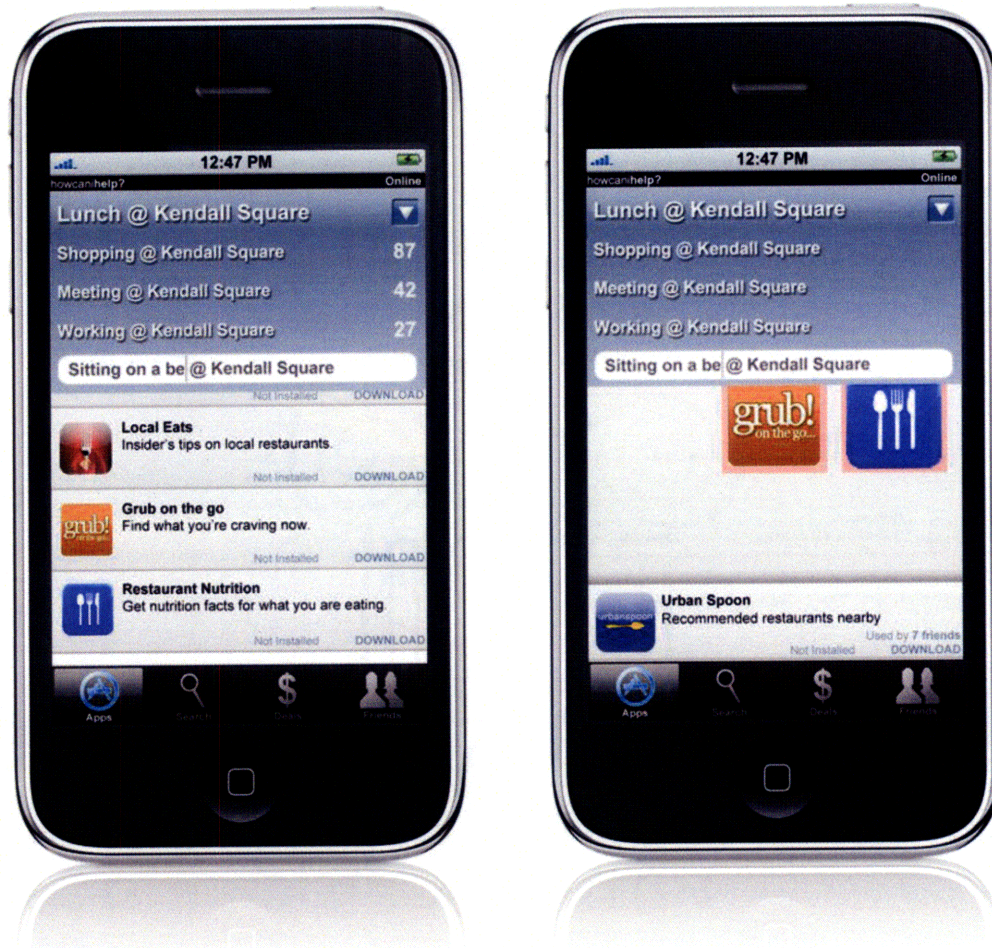 12:47 PM
howcanihelp? Online
Lunch @ Kendall Square
Shopping @ Kendall Square 87
Meeting @ Kendall Square 42
Working @ Kendall Square 27
Sitting on a be @ Kendall Square
Not Installed DOWNLOAD
Local Eats
Insider's tips on local restaurants.
Not Installed DOWNLOAD
grub!
on the go...
Grub on the go
Find what you're craving now.
Not Installed DOWNLOAD
Restaurant Nutrition
Get nutrition facts for what you are eating.
Not Installed DOWNLOAD
Apps Search Deals Friends
12:47 PM
howcanihelp? Online
Lunch @ Kendall Square
Shopping @ Kendall Square
Meeting @ Kendall Square
Working @ Kendall Square
Sitting on a be @ Kendall Square
grub!
on the go...
urbanspoon
Urban Spoon
Recommended restaurants nearby
Used by 7 friends
Not Installed DOWNLOAD
Apps Search Deals Friends